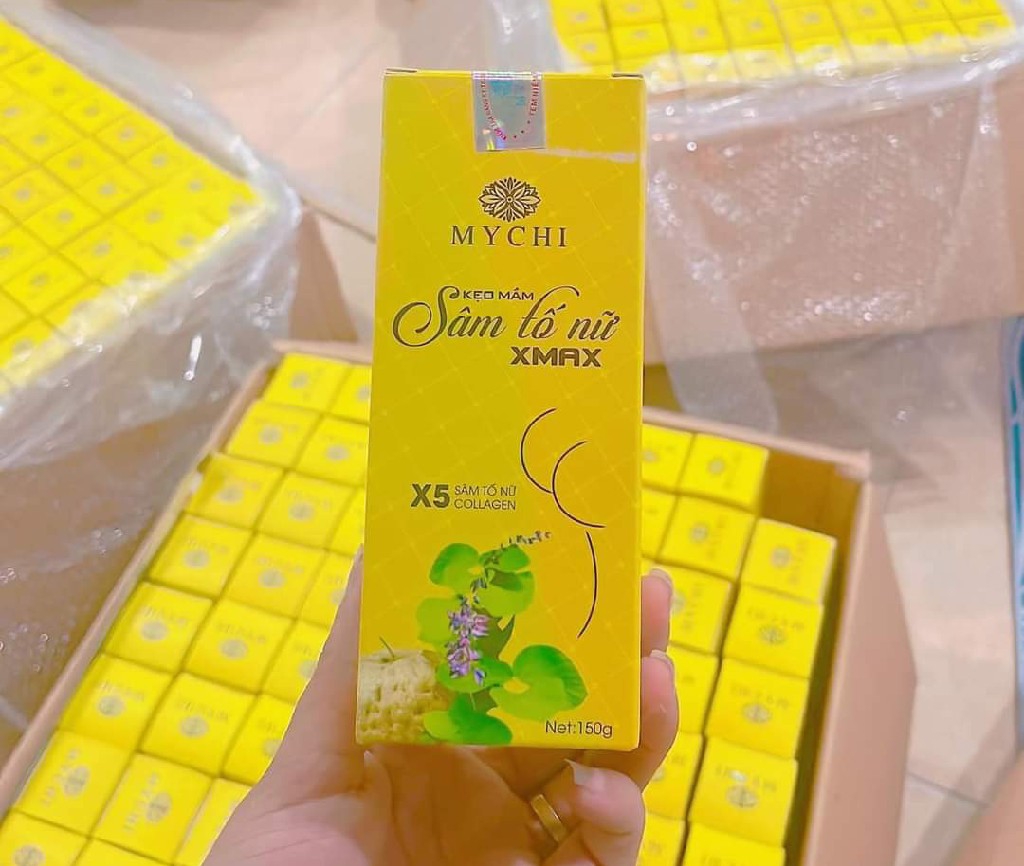 MYCHI
KẸO MẦM
Sâm tố nữ
XMAX
X5 SÂM TỐ NỮ
COLLAGEN
Net:150g